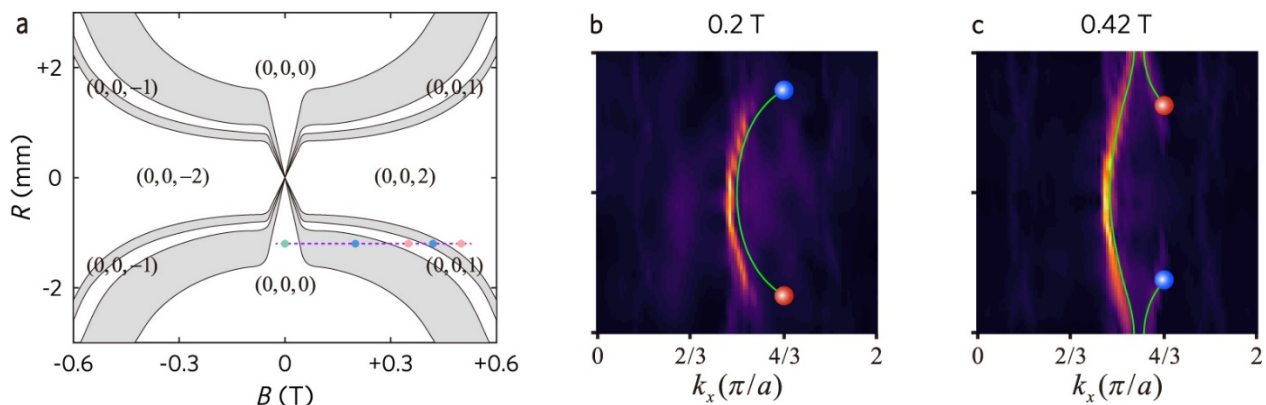 a
R (mm)
+2
0
-2
(0,0,0)
(0,0,−1)
(0,0,1)
(0,0,−2)
(0,0,2)
(0,0,−1)
(0,0,1)
(0,0,0)
-0.6
-0.3
0
+0.3
+0.6
B (T)
b
0.2 T
0
2/3
4/3
2
kx(π/a)
c
0.42 T
0
2/3
4/3
2
kx(π/a)